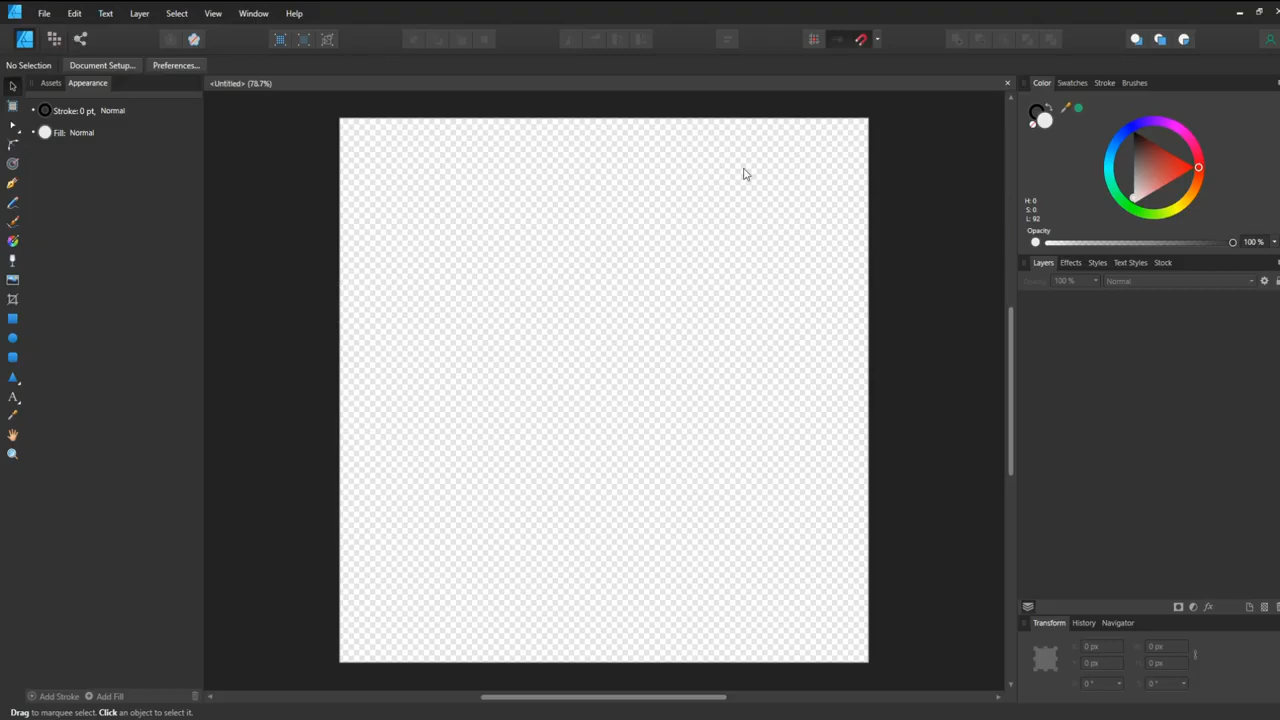 File Edit Text Layer Select View Window Help
No Selection Document Setup... Preferences...
Assets Appearance
<Untitled> (78.7%)
Color Swatches Stroke Brushes
Stroke: 0 pt, Normal
Fill: Normal
H: 0
S: 0
L: 92
Opacity
100 %
Layers Effects Styles Text Styles Stock
Opacity: 100 % Normal
Transform History Navigator
X: 0 px W: 0 px
Y: 0 px H: 0 px
R: 0 ° S: 0 °
Add Stroke Add Fill
Drag to marquee select. Click an object to select it.